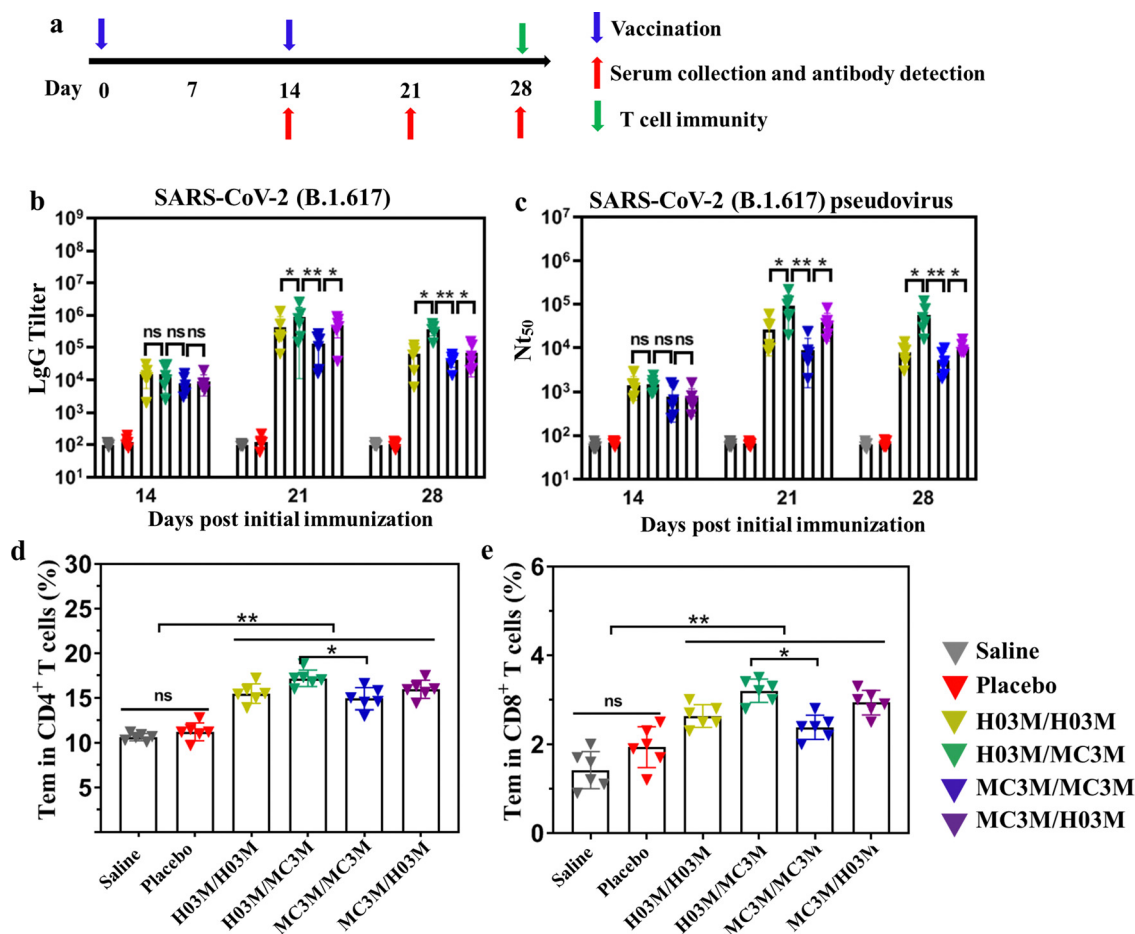 a
Vaccination
Serum collection and antibody detection
T cell immunity
Day 0 7 14 21 28
b SARS-CoV-2 (B.1.617)
LgG Tilter
10⁹
10⁸
10⁷
10⁶
10⁵
10⁴
10³
10²
10¹
ns ns ns
* ** *
* ** *
14 21 28
Days post initial immunization
c SARS-CoV-2 (B.1.617) pseudovirus
Nt₅₀
10⁷
10⁶
10⁵
10⁴
10³
10²
10¹
ns ns ns
* ** *
* ** *
14 21 28
Days post initial immunization
d
Tem in CD4⁺ T cells (%)
30
25
20
15
10
5
0
ns
**
*
Saline
Placebo
H03M/H03M
H03M/MC3M
MC3M/MC3M
MC3M/H03M
e
Tem in CD8⁺ T cells (%)
6
4
2
0
ns
**
*
Saline
Placebo
H03M/H03M
H03M/MC3M
MC3M/MC3M
MC3M/H03M
Saline
Placebo
H03M/H03M
H03M/MC3M
MC3M/MC3M
MC3M/H03M